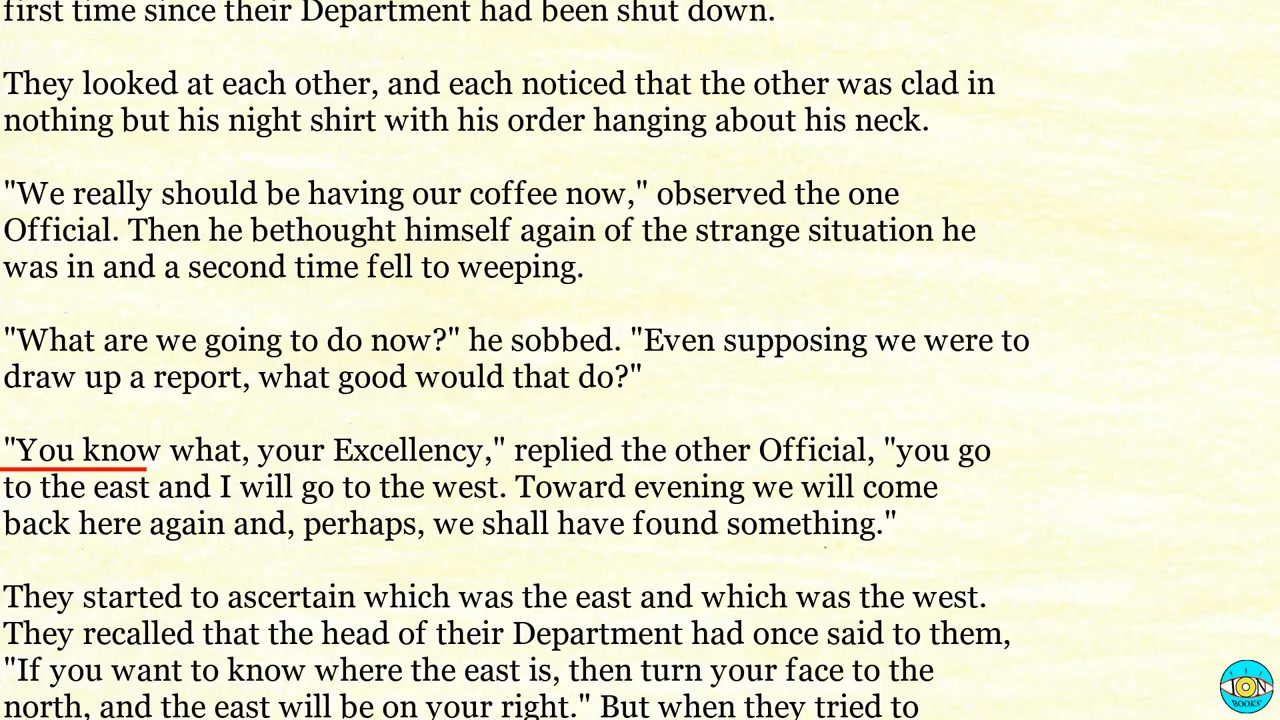 first time since their Department had been shut down.
They looked at each other, and each noticed that the other was clad in
nothing but his night shirt with his order hanging about his neck.
"We really should be having our coffee now," observed the one
Official. Then he bethought himself again of the strange situation he
was in and a second time fell to weeping.
"What are we going to do now?" he sobbed. "Even supposing we were to
draw up a report, what good would that do?"
"You know what, your Excellency," replied the other Official, "you go
to the east and I will go to the west. Toward evening we will come
back here again and, perhaps, we shall have found something."
They started to ascertain which was the east and which was the west.
They recalled that the head of their Department had once said to them,
"If you want to know where the east is, then turn your face to the
north, and the east will be on your right." But when they tried to
ION
BOOKS